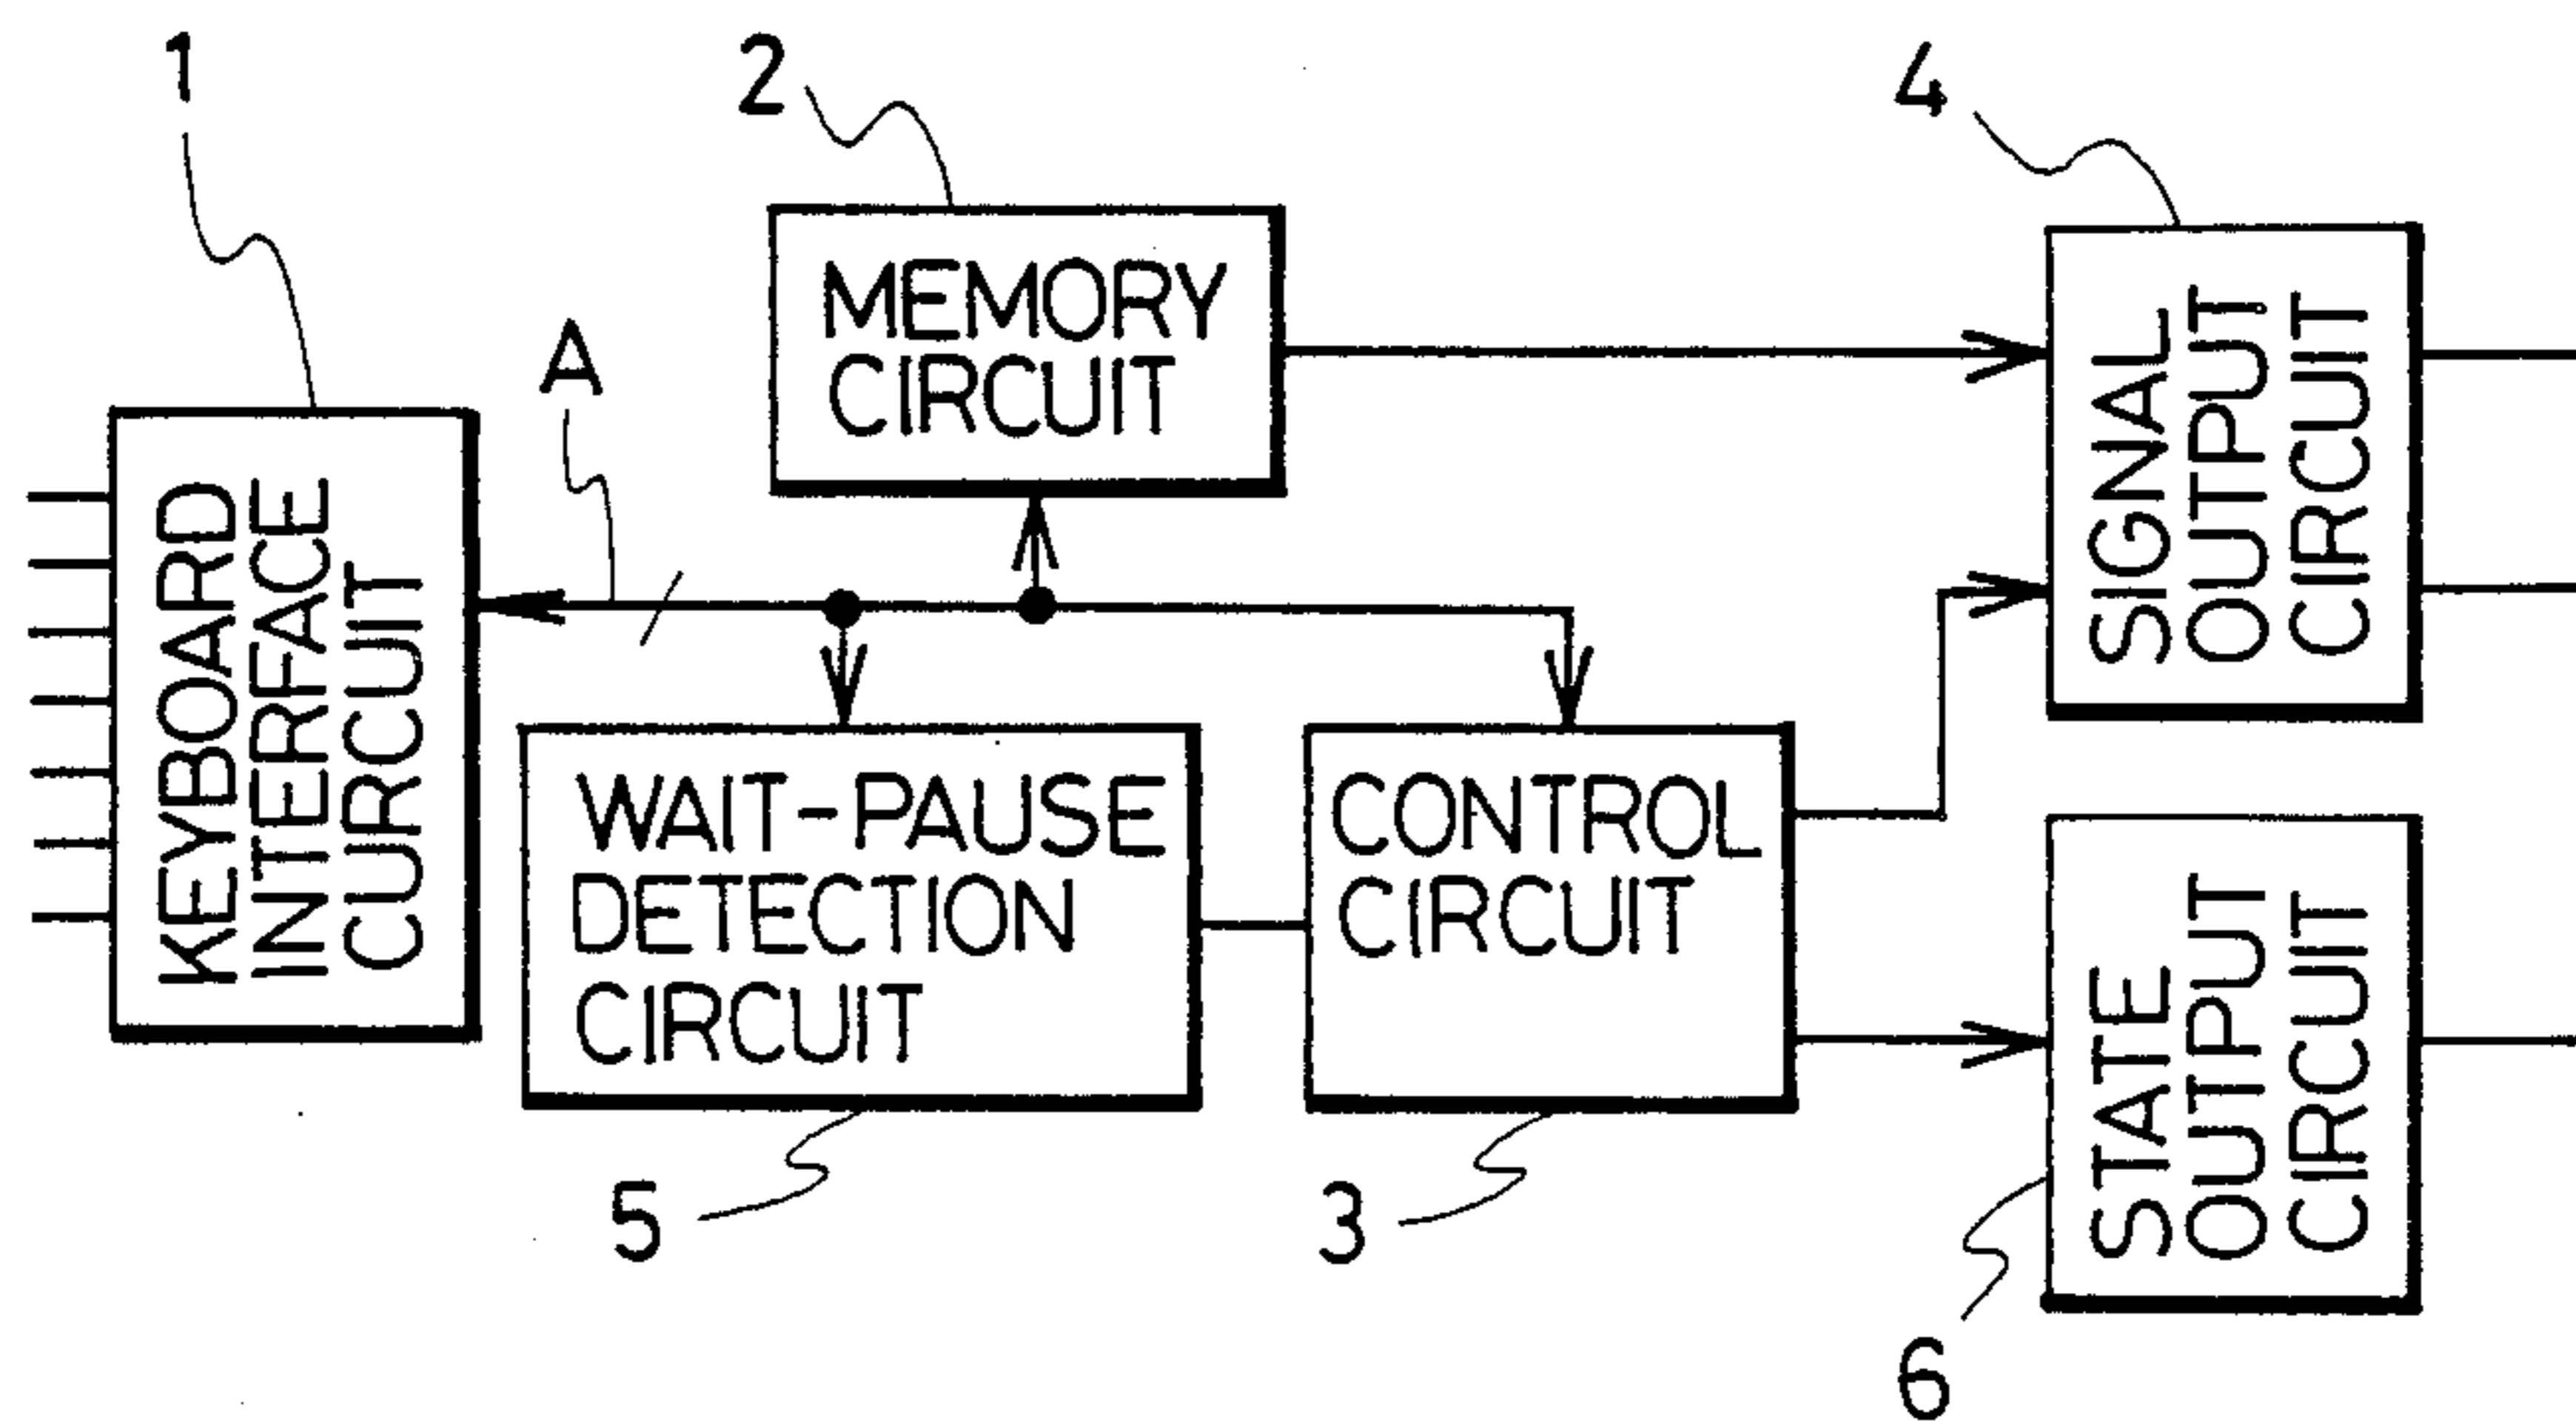 1
2
4
A
MEMORY
CIRCUIT
KEYBOARD
INTERFACE
CURCUIT
SIGNAL
OUTPUT
CIRCUIT
WAIT-PAUSE
DETECTION
CIRCUIT
CONTROL
CIRCUIT
STATE
OUTPUT
CIRCUIT
5
3
6